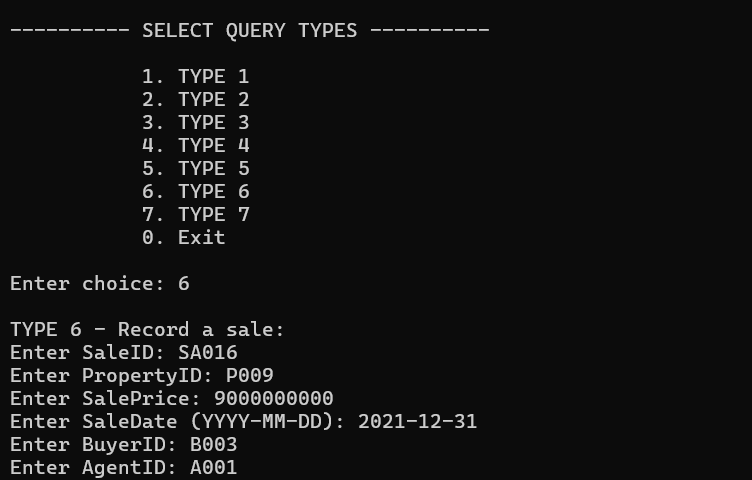 ---------- SELECT QUERY TYPES ----------
1. TYPE 1
2. TYPE 2
3. TYPE 3
4. TYPE 4
5. TYPE 5
6. TYPE 6
7. TYPE 7
0. Exit
Enter choice: 6
TYPE 6 - Record a sale:
Enter SaleID: SA016
Enter PropertyID: P009
Enter SalePrice: 9000000000
Enter SaleDate (YYYY-MM-DD): 2021-12-31
Enter BuyerID: B003
Enter AgentID: A001